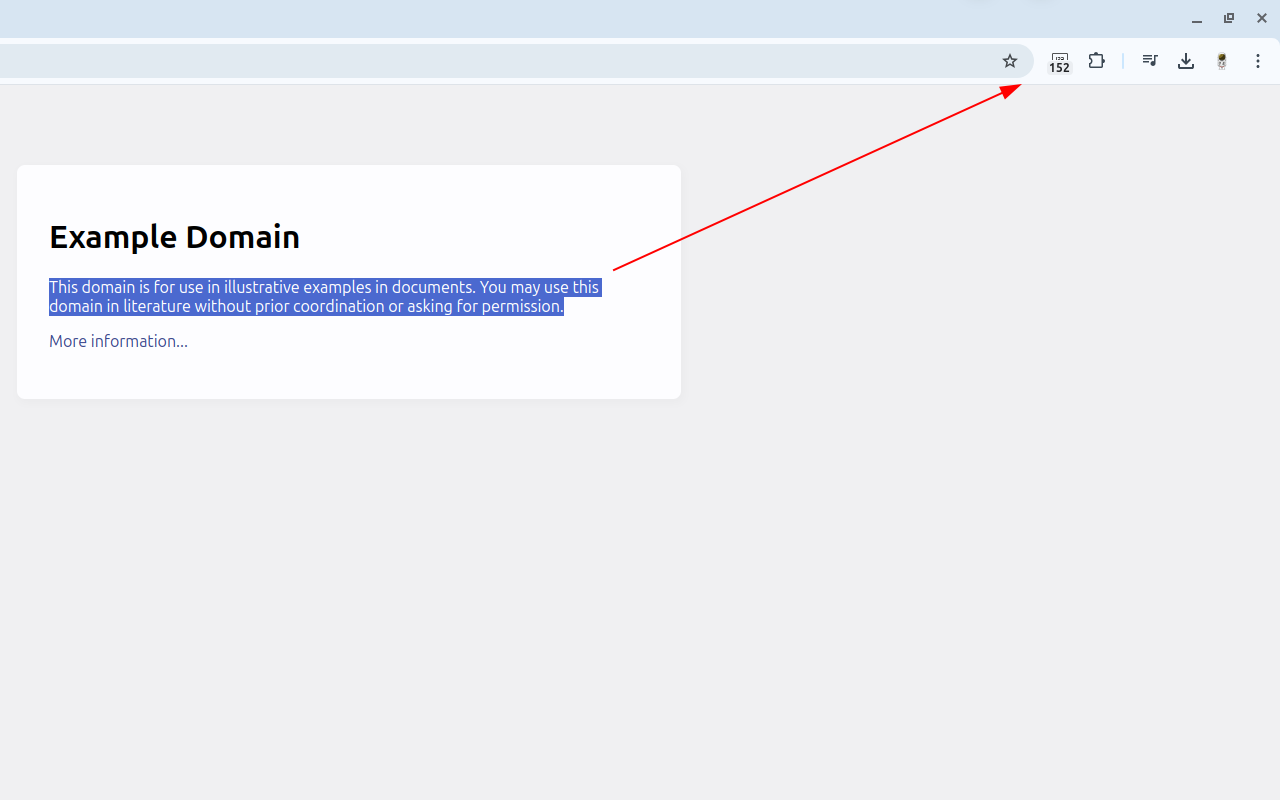 152
Example Domain
This domain is for use in illustrative examples in documents. You may use this
domain in literature without prior coordination or asking for permission.
More information...